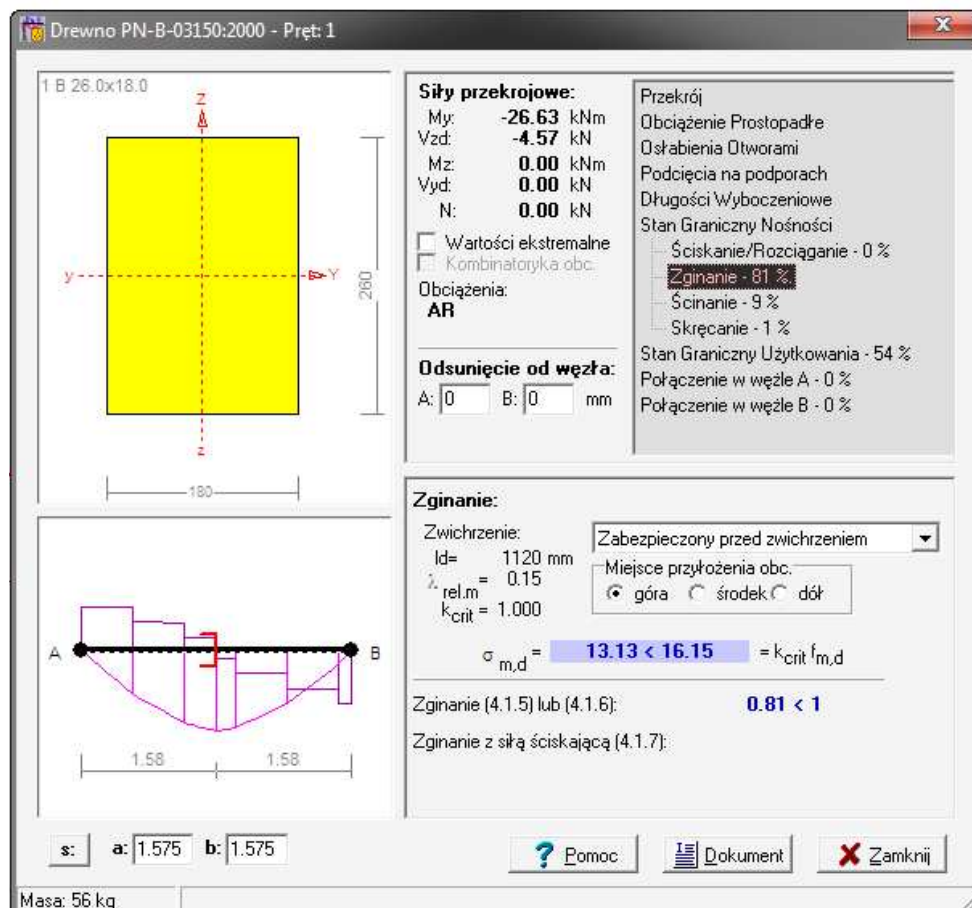 Drewno PN-B-03150:2000 - Pręt: 1
1 B 26.0x18.0
z
y
Y
z
260
180
Siły przekrojowe:
My: -26.63 kNm
Vzd: -4.57 kN
Mz: 0.00 kNm
Vyd: 0.00 kN
N: 0.00 kN
Wartości ekstremalne
Kombinatoryka obc.
Obciążenia:
AR
Odsunięcie od węzła:
A: 0 B: 0 mm
Przekrój
Obciążenie Prostopadłe
Osłabienia Otworami
Podcięcia na podporach
Długości Wyboczeniowe
Stan Graniczny Nośności
Ściskanie/Rozciąganie - 0 %
Zginanie - 81 %
Ścinanie - 9 %
Skręcanie - 1 %
Stan Graniczny Użytkowania - 54 %
Połączenie w węźle A - 0 %
Połączenie w węźle B - 0 %
A
B
1.58 1.58
Zginanie:
Zwichrzenie:
ld= 1120 mm
λ rel.m = 0.15
k crit = 1.000
Zabezpieczony przed zwichrzeniem
Miejsce przyłożenia obc.
góra środek dół
σ m,d = 13.13 < 16.15 = k crit f m,d
Zginanie (4.1.5) lub (4.1.6): 0.81 < 1
Zginanie z siłą ściskającą (4.1.7):
s: a: 1.575 b: 1.575
? Pomoc Dokument X Zamknij
Masa: 56 kg